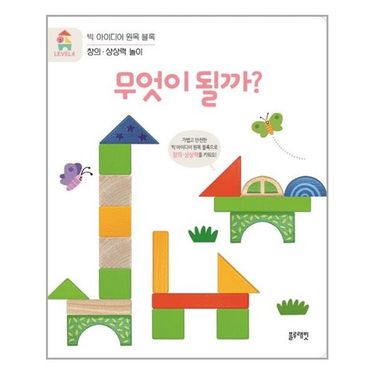 빅 아이디어 원목 블록
LEVEL4
창의·상상력 놀이
무엇이 될까?
가볍고 안전한
빅 아이디어 원목 블록으로
창의·상상력을 키워요!
블루래빗